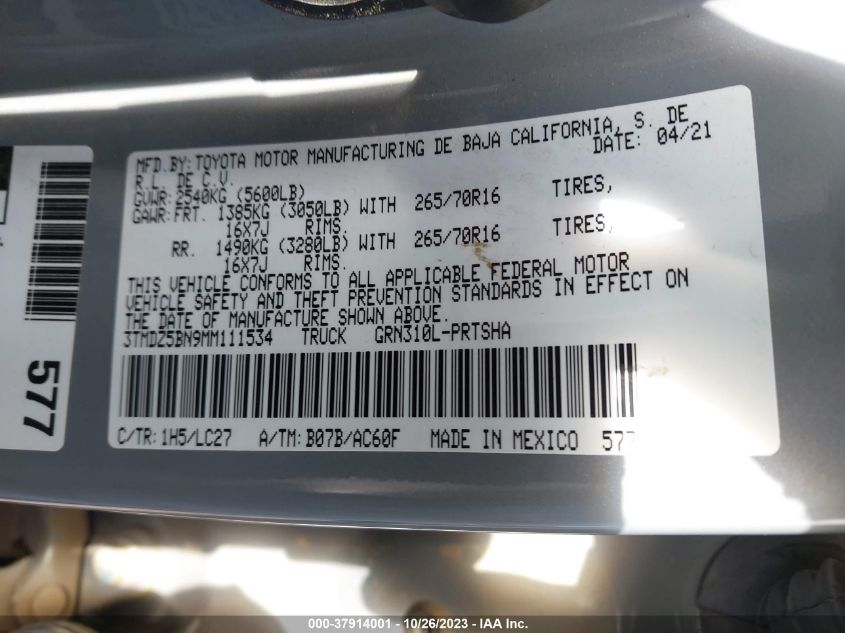 MFD.BY: TOYOTA MOTOR MANUFACTURING DE BAJA CALIFORNIA, S. DE
R.L. DE C.V. DATE: 04/21
GVWR: 2540KG (5600LB)
GAWR: FRT. 1385KG (3050LB) WITH 265/70R16 TIRES,
16X7J RIMS.
RR. 1490KG (3280LB) WITH 265/70R16 TIRES,
16X7J RIMS.
THIS VEHICLE CONFORMS TO ALL APPLICABLE FEDERAL MOTOR
VEHICLE SAFETY AND THEFT PREVENTION STANDARDS IN EFFECT ON
THE DATE OF MANUFACTURE SHOWN ABOVE.
3TMDZ5BN9MM111534 TRUCK GRN310L-PRTSHA
C/TR: 1H5/LC27 A/TM: B07B/AC60F MADE IN MEXICO 577
577
000-37914001 - 10/26/2023 - IAA Inc.